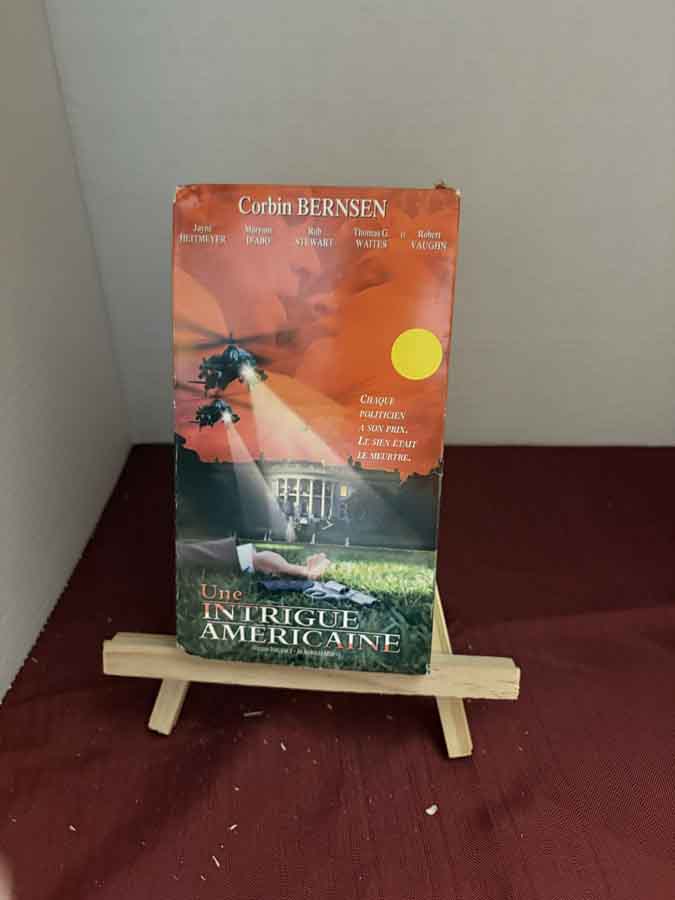 Corbin BERNSEN
Jayne Maryam Rob Thomas G. et Robert
HEITMEYER D'ABO STEWART WAITES VAUGHN
CHAQUE
POLITICIEN
A SON PRIX.
LE SIEN ÉTAIT
LE MEURTRE.
Une
INTRIGUE
AMERICAINE